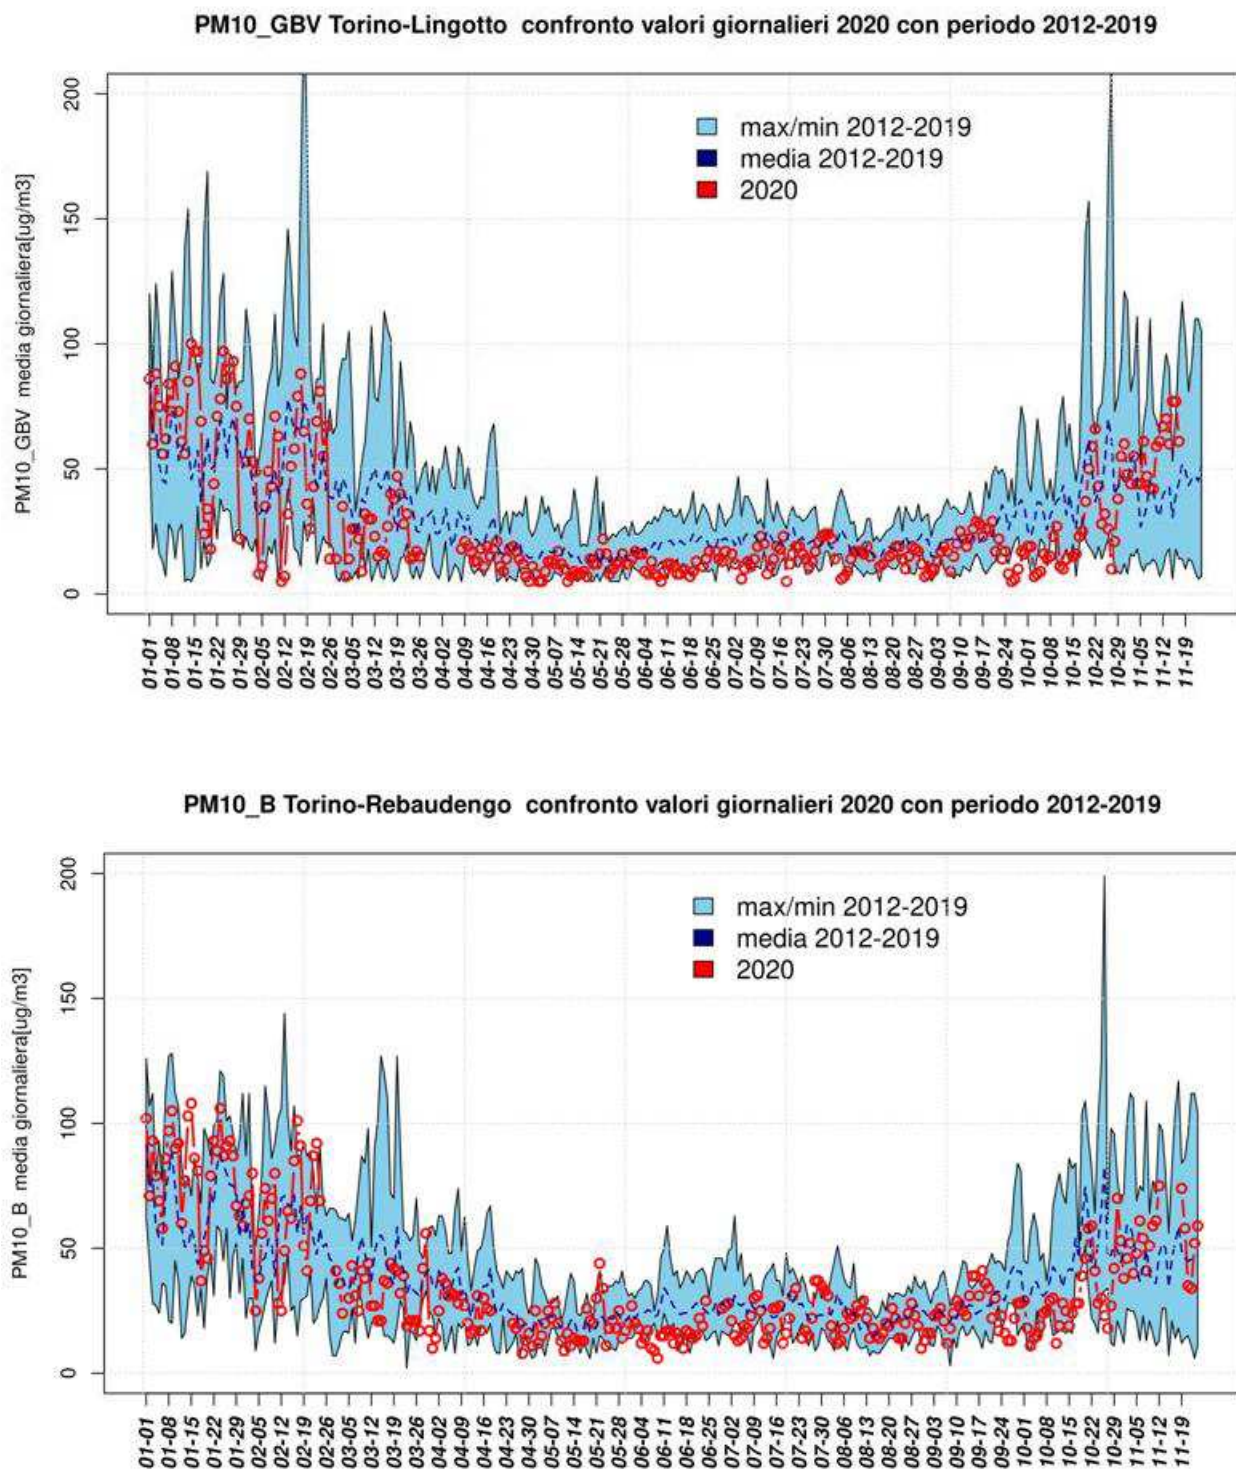 PM10_GBV Torino-Lingotto confronto valori giornalieri 2020 con periodo 2012-2019
PM10_GBV media giornaliera[ug/m3]
200
150
100
50
0
max/min 2012-2019
media 2012-2019
2020
01-01 01-08 01-15 01-22 01-29 02-05 02-12 02-19 02-26 03-05 03-12 03-19 03-26 04-02 04-09 04-16 04-23 04-30 05-07 05-14 05-21 05-28 06-04 06-11 06-18 06-25 07-02 07-09 07-16 07-23 07-30 08-06 08-13 08-20 08-27 09-03 09-10 09-17 09-24 10-01 10-08 10-15 10-22 10-29 11-05 11-12 11-19
PM10_B Torino-Rebaudengo confronto valori giornalieri 2020 con periodo 2012-2019
PM10_B media giornaliera[ug/m3]
200
150
100
50
0
max/min 2012-2019
media 2012-2019
2020
01-01 01-08 01-15 01-22 01-29 02-05 02-12 02-19 02-26 03-05 03-12 03-19 03-26 04-02 04-09 04-16 04-23 04-30 05-07 05-14 05-21 05-28 06-04 06-11 06-18 06-25 07-02 07-09 07-16 07-23 07-30 08-06 08-13 08-20 08-27 09-03 09-10 09-17 09-24 10-01 10-08 10-15 10-22 10-29 11-05 11-12 11-19